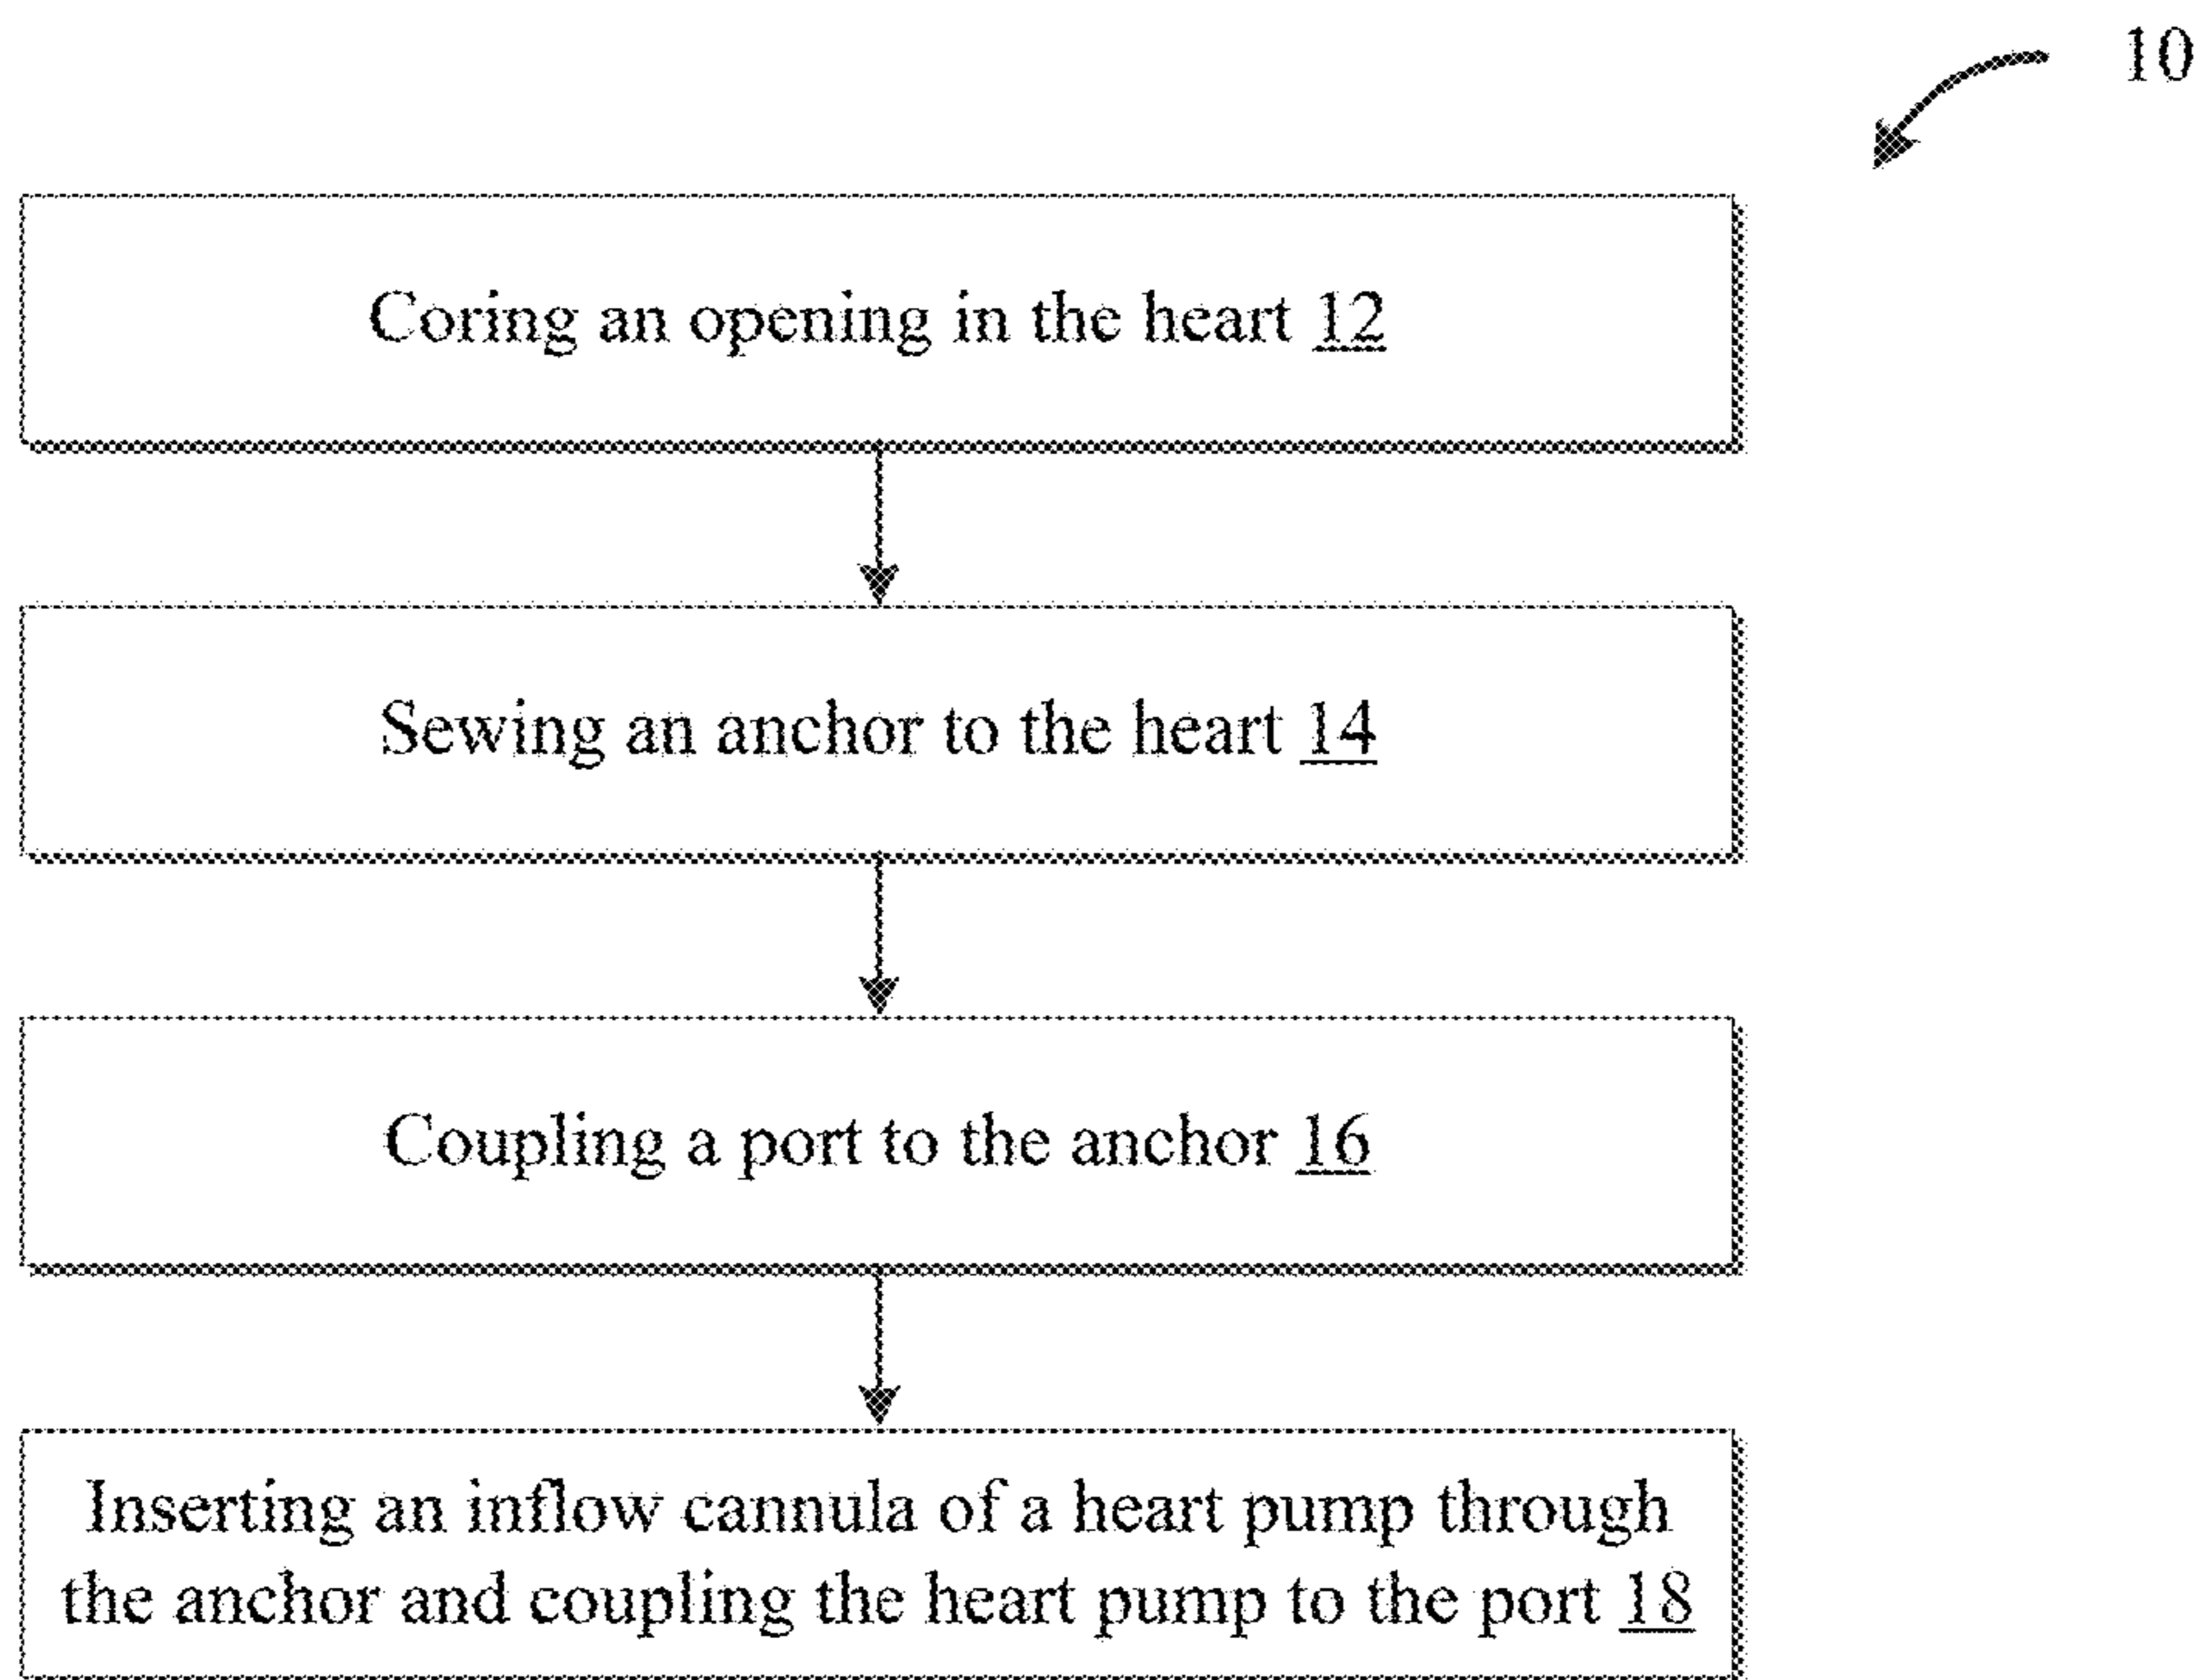 10
Coring an opening in the heart 12
Sewing an anchor to the heart 14
Coupling a port to the anchor 16
Inserting an inflow cannula of a heart pump through
the anchor and coupling the heart pump to the port 18